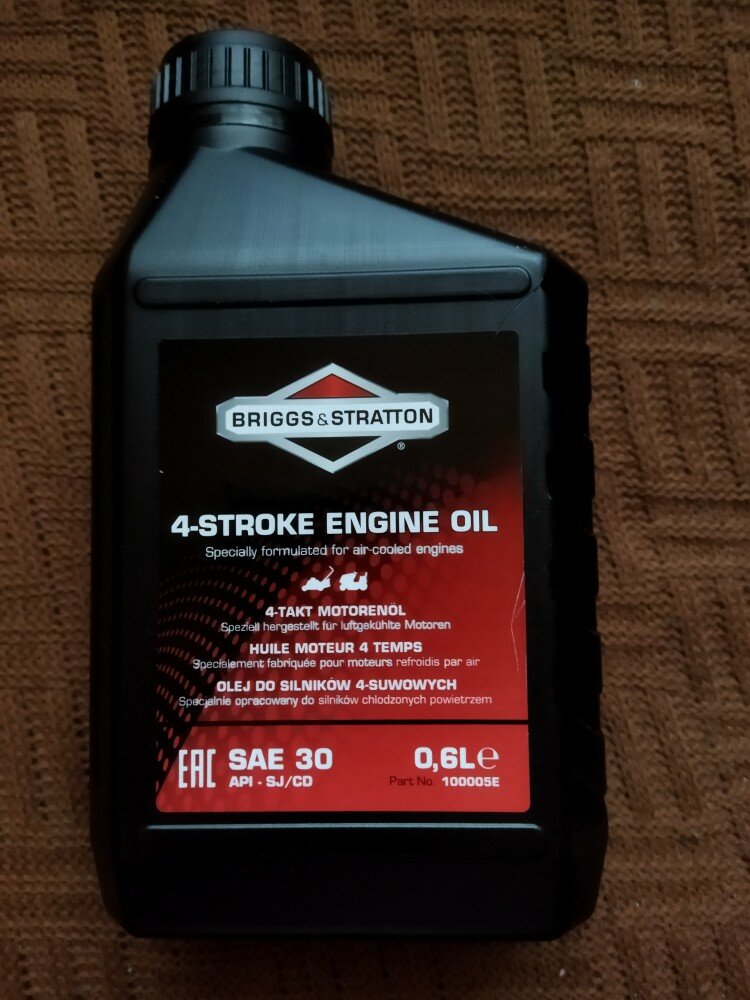 BRIGGS & STRATTON
®
4-STROKE ENGINE OIL
Specially formulated for air-cooled engines
4-TAKT MOTORENÖL
Speziell hergestellt für luftgekühlte Motoren
HUILE MOTEUR 4 TEMPS
Specialement fabriquée pour moteurs refroidis par air
OLEJ DO SILNIKÓW 4-SUWOWYCH
Specjalnie opracowany do silników chlodzonych powietrzem
EAC SAE 30 0,6L ℮
API - SJ/CD Part No. 100005E